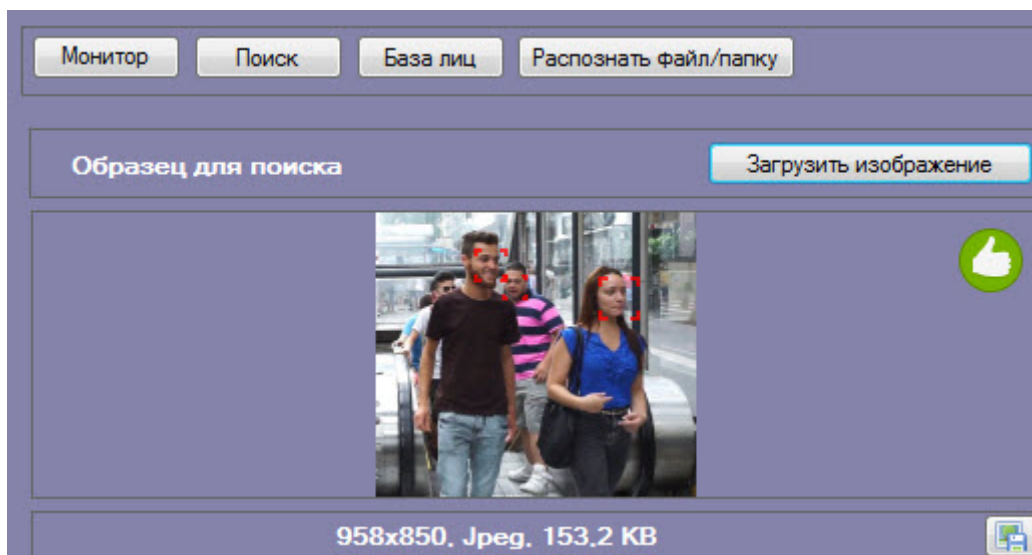 Монитор Поиск База лиц Распознать файл/папку
Образец для поиска Загрузить изображение
958x850, Jpeg, 153,2 KB